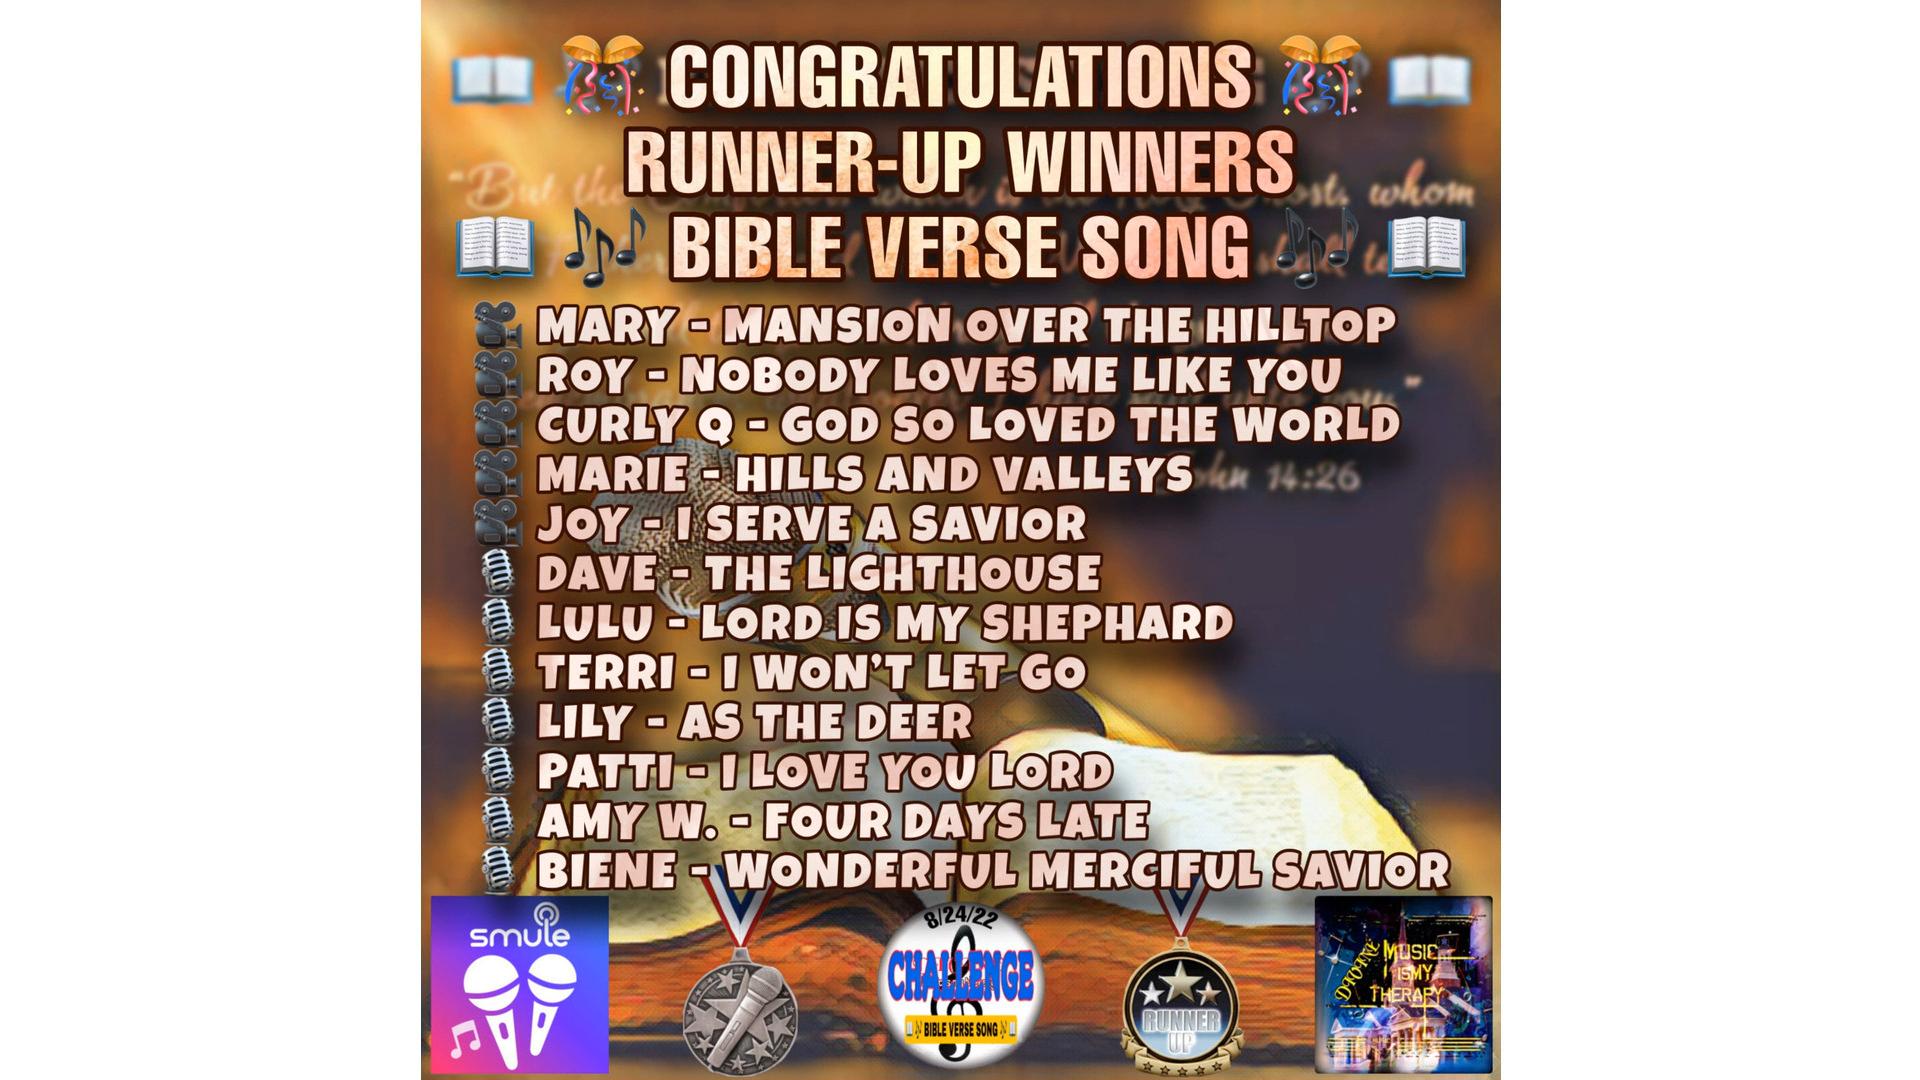 CONGRATULATIONS
RUNNER-UP WINNERS
BIBLE VERSE SONG
MARY - MANSION OVER THE HILLTOP
ROY - NOBODY LOVES ME LIKE YOU
CURLY Q - GOD SO LOVED THE WORLD
MARIE - HILLS AND VALLEYS
John 14:26
JOY - I SERVE A SAVIOR
DAVE - THE LIGHTHOUSE
LULU - LORD IS MY SHEPHARD
TERRI - I WON'T LET GO
LILY - AS THE DEER
PATTI - I LOVE YOU LORD
AMY W. - FOUR DAYS LATE
BIENE - WONDERFUL MERCIFUL SAVIOR
smule
8/24/22
CHALLENGE
BIBLE VERSE SONG
RUNNER
UP
MUSIC
IS MY
THERAPY